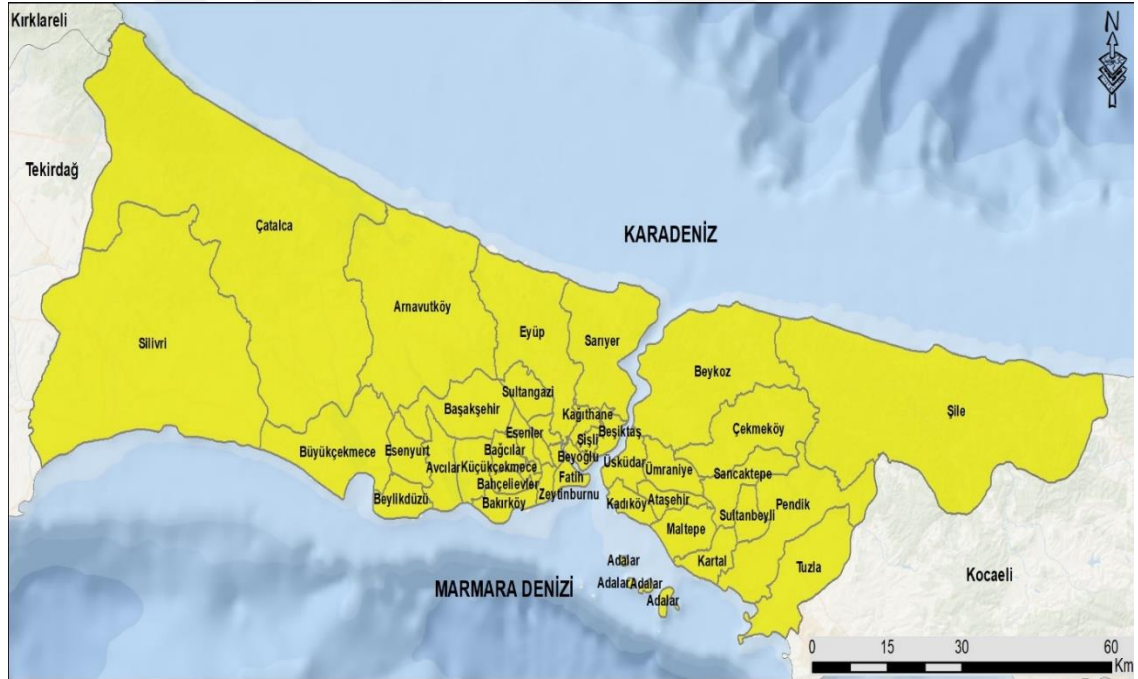 Kırklareli
N
Tekirdağ
Çatalca
KARADENİZ
Arnavutköy
Eyüp
Sarıyer
Silivri
Beykoz
Sultangazi
Başakşehir
Kağıthane
Şile
Çekmeköy
Esenler
Beşiktaş
Şişli
Büyükçekmece
Esenyurt
Bağcılar
Beyoğlu
Üsküdar
Avcılar
Küçükçekmece
Ümraniye
Sancaktepe
Fatih
Bahçelievler
Beylikdüzü
Zeytinburnu
Bakırköy
Kadıköy
Ataşehir
Sultanbeyli
Pendik
Maltepe
Adalar
Kartal
Tuzla
Kocaeli
MARMARA DENİZİ
Adalar
Adalar
Adalar
0 15 30 60
Km